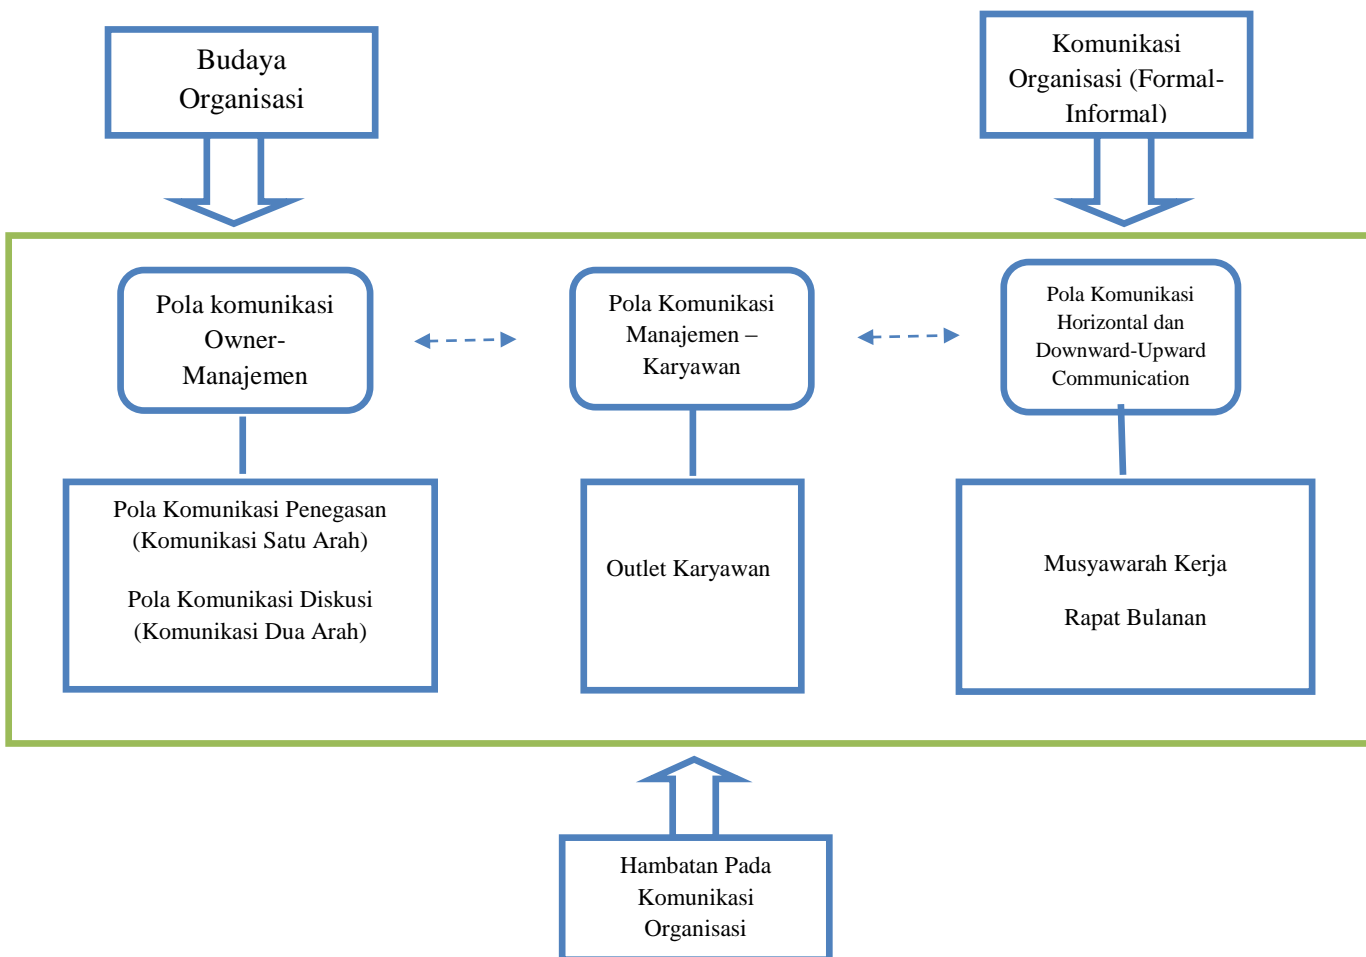 Budaya
Organisasi
Komunikasi
Organisasi (Formal-
Informal)
Pola komunikasi
Owner-
Manajemen
Pola Komunikasi
Manajemen –
Karyawan
Pola Komunikasi
Horizontal dan
Downward-Upward
Communication
Pola Komunikasi Penegasan
(Komunikasi Satu Arah)
Pola Komunikasi Diskusi
(Komunikasi Dua Arah)
Outlet Karyawan
Musyawarah Kerja
Rapat Bulanan
Hambatan Pada
Komunikasi
Organisasi